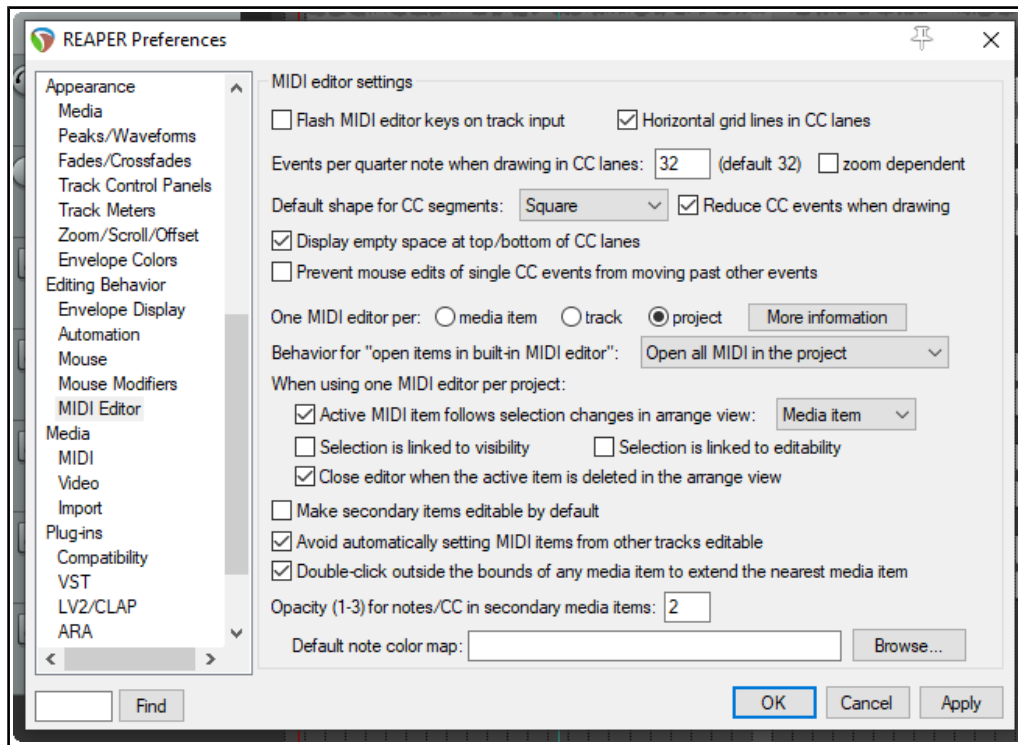 REAPER Preferences
Appearance
Media
Peaks/Waveforms
Fades/Crossfades
Track Control Panels
Track Meters
Zoom/Scroll/Offset
Envelope Colors
Editing Behavior
Envelope Display
Automation
Mouse
Mouse Modifiers
MIDI Editor
Media
MIDI
Video
Import
Plug-ins
Compatibility
VST
LV2/CLAP
ARA
Find
MIDI editor settings
Flash MIDI editor keys on track input Horizontal grid lines in CC lanes
Events per quarter note when drawing in CC lanes: 32 (default 32) zoom dependent
Default shape for CC segments: Square Reduce CC events when drawing
Display empty space at top/bottom of CC lanes
Prevent mouse edits of single CC events from moving past other events
One MIDI editor per: media item track project More information
Behavior for "open items in built-in MIDI editor": Open all MIDI in the project
When using one MIDI editor per project:
Active MIDI item follows selection changes in arrange view: Media item
Selection is linked to visibility Selection is linked to editability
Close editor when the active item is deleted in the arrange view
Make secondary items editable by default
Avoid automatically setting MIDI items from other tracks editable
Double-click outside the bounds of any media item to extend the nearest media item
Opacity (1-3) for notes/CC in secondary media items: 2
Default note color map: Browse...
OK Cancel Apply